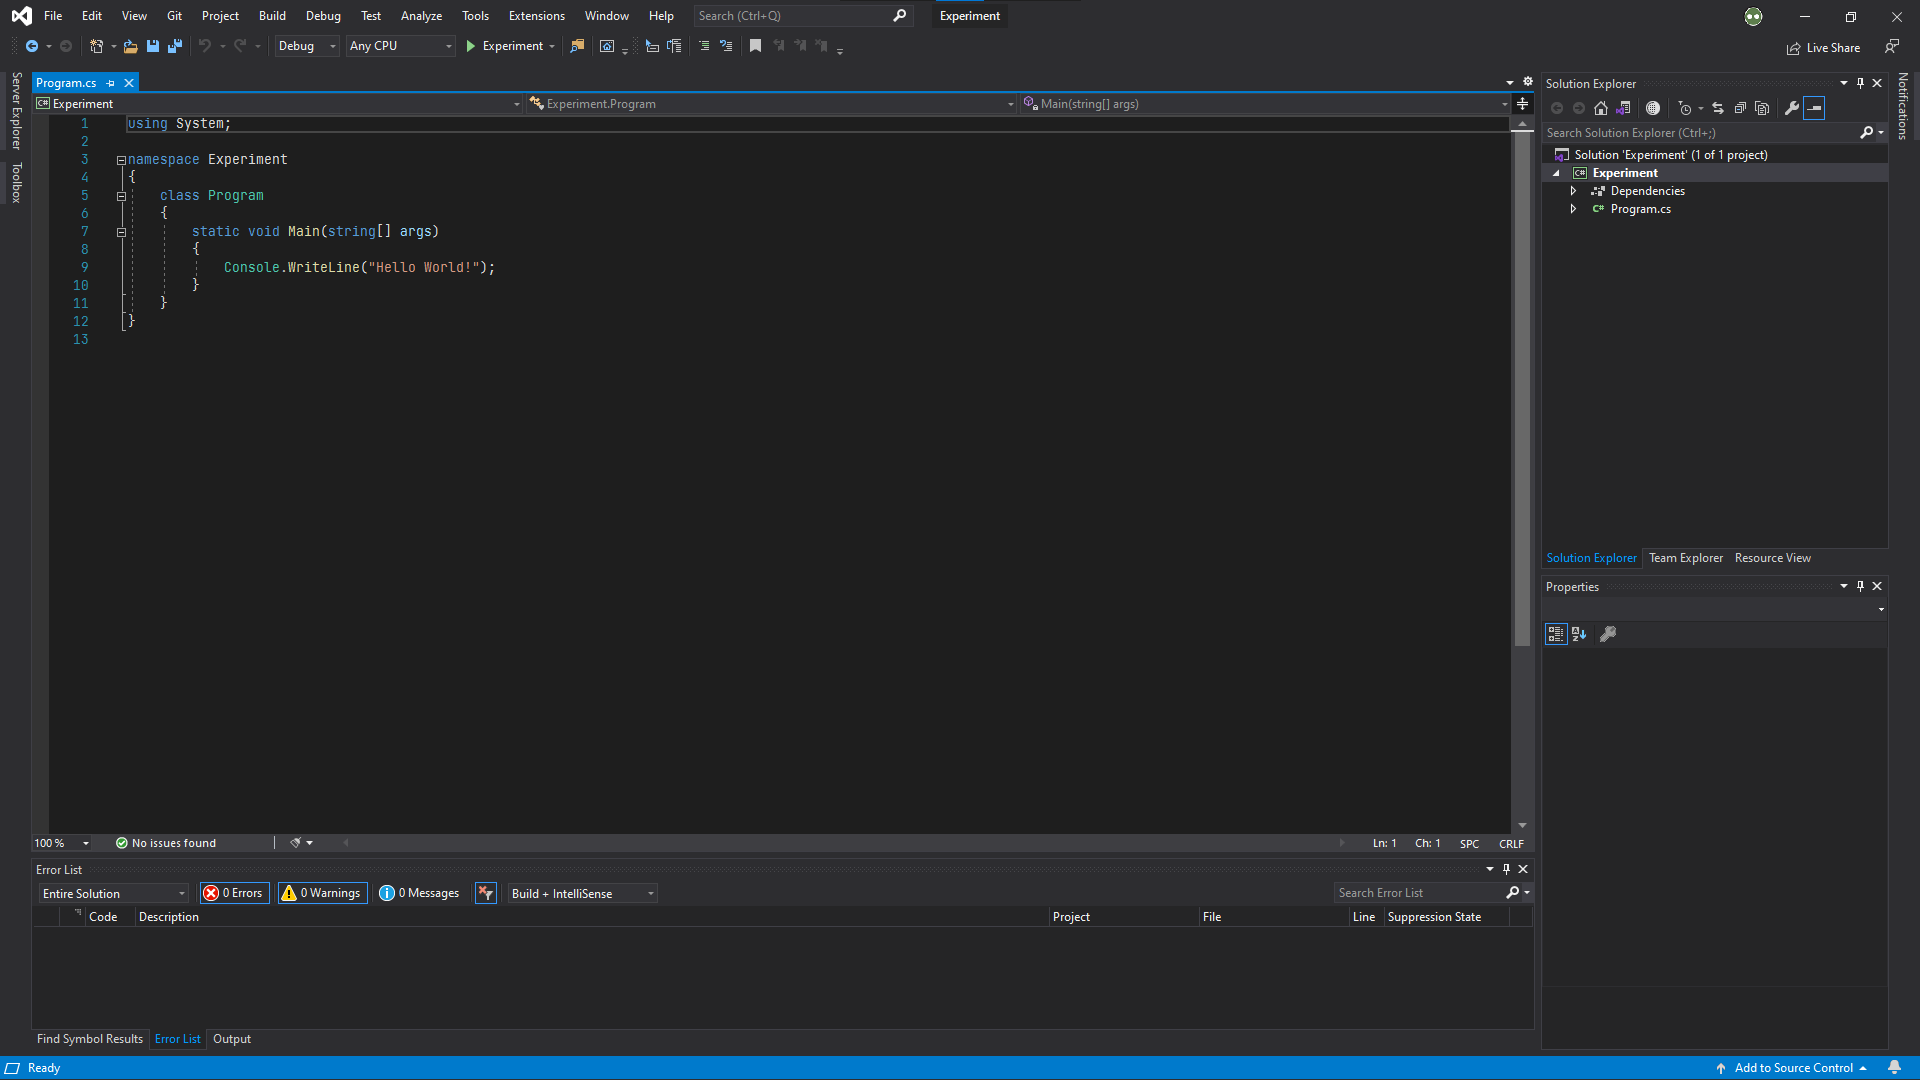 File Edit View Git Project Build Debug Test Analyze Tools Extensions Window Help Search (Ctrl+Q) Experiment
Debug Any CPU Experiment Live Share
Server Explorer
Toolbox
Program.cs
Experiment Experiment.Program Main(string[] args)
1 using System;
2
3 namespace Experiment
4 {
5 class Program
6 {
7 static void Main(string[] args)
8 {
9 Console.WriteLine("Hello World!");
10 }
11 }
12 }
13
100 % No issues found Ln: 1 Ch: 1 SPC CRLF
Error List
Entire Solution 0 Errors 0 Warnings 0 Messages Build + IntelliSense Search Error List
Code Description Project File Line Suppression State
Find Symbol Results Error List Output
Solution Explorer
C#
Search Solution Explorer (Ctrl+;)
Solution 'Experiment' (1 of 1 project)
C# Experiment
Dependencies
C# Program.cs
Solution Explorer Team Explorer Resource View
Properties
Notifications
Ready Add to Source Control